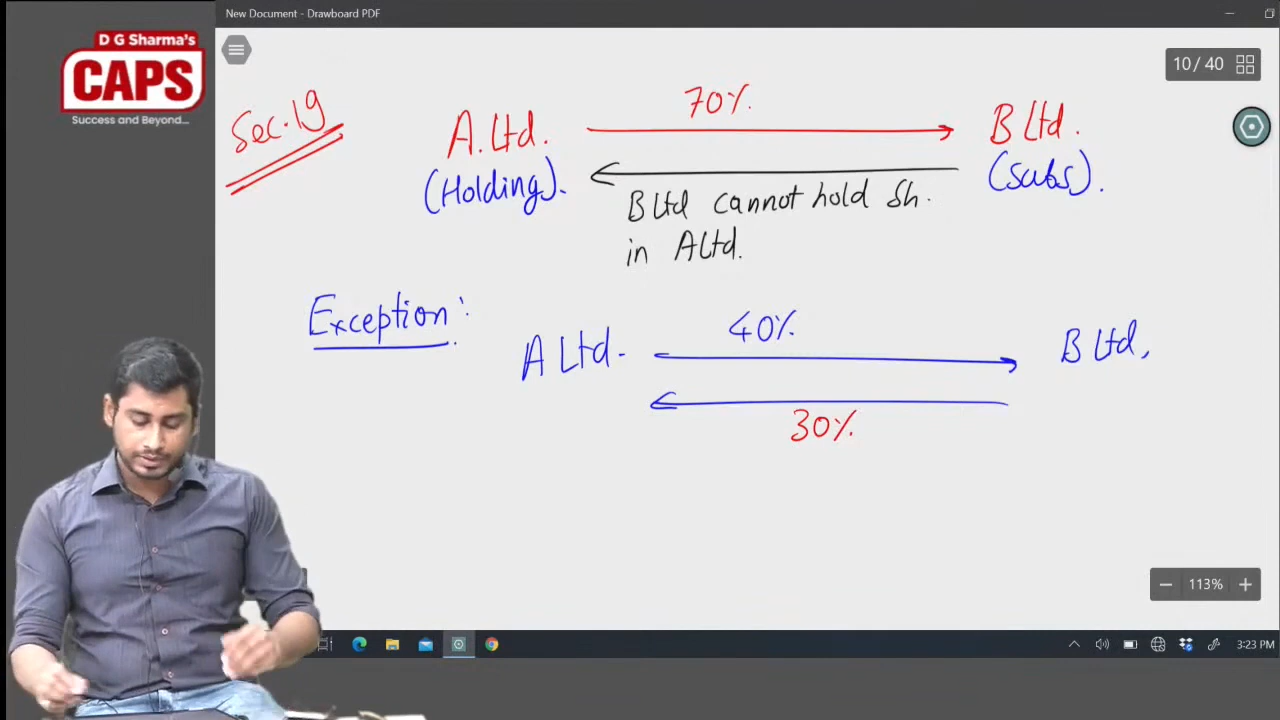 New Document - Drawboard PDF
D G Sharma's
CAPS
Success and Beyond...
10 / 40
Sec.19
70%.
A.Ltd.
B Ltd.
(Holding).
(Subs).
B Ltd cannot hold Sh.
in A Ltd.
Exception:
40%.
A Ltd.
B Ltd.
30%.
113%
3:23 PM